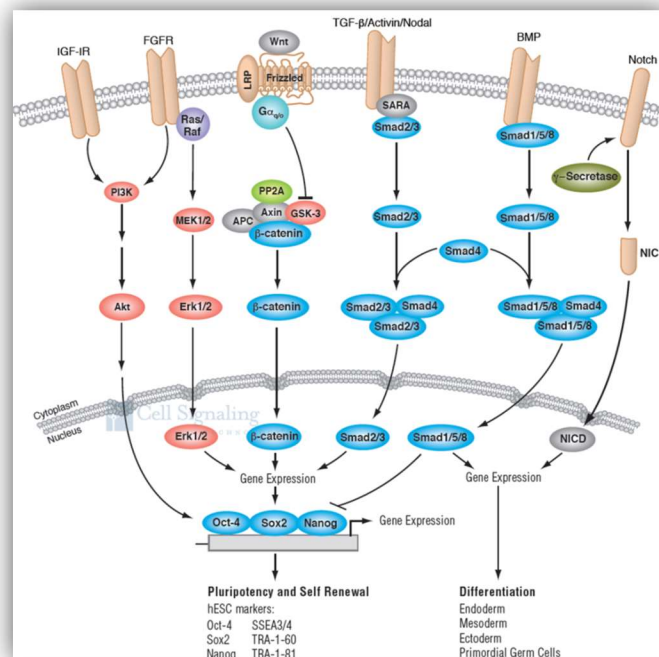 TGF-β/Activin/Nodal
IGF-IR
FGFR
Wnt
BMP
Notch
LRP
Frizzled
SARA
Ras/
Raf
Gα
Smad2/3
Smad1/5/8
γ-Secretase
PI3K
PP2A
MEK1/2
APC
Axin
GSK-3
β-catenin
Smad2/3
Smad1/5/8
Smad4
NIC
Akt
Erk1/2
β-catenin
Smad2/3
Smad4
Smad2/3
Smad1/5/8
Smad4
Smad1/5/8
Cytoplasm
Nucleus
Cell Signaling
Erk1/2
β-catenin
Smad2/3
Smad1/5/8
NICD
Gene Expression
Gene Expression
Oct-4
Sox2
Nanog
Gene Expression
Pluripotency and Self Renewal
hESC markers:
Oct-4 SSEA3/4
Sox2 TRA-1-60
Nanog TRA-1-81
Differentiation
Endoderm
Mesoderm
Ectoderm
Primordial Germ Cells